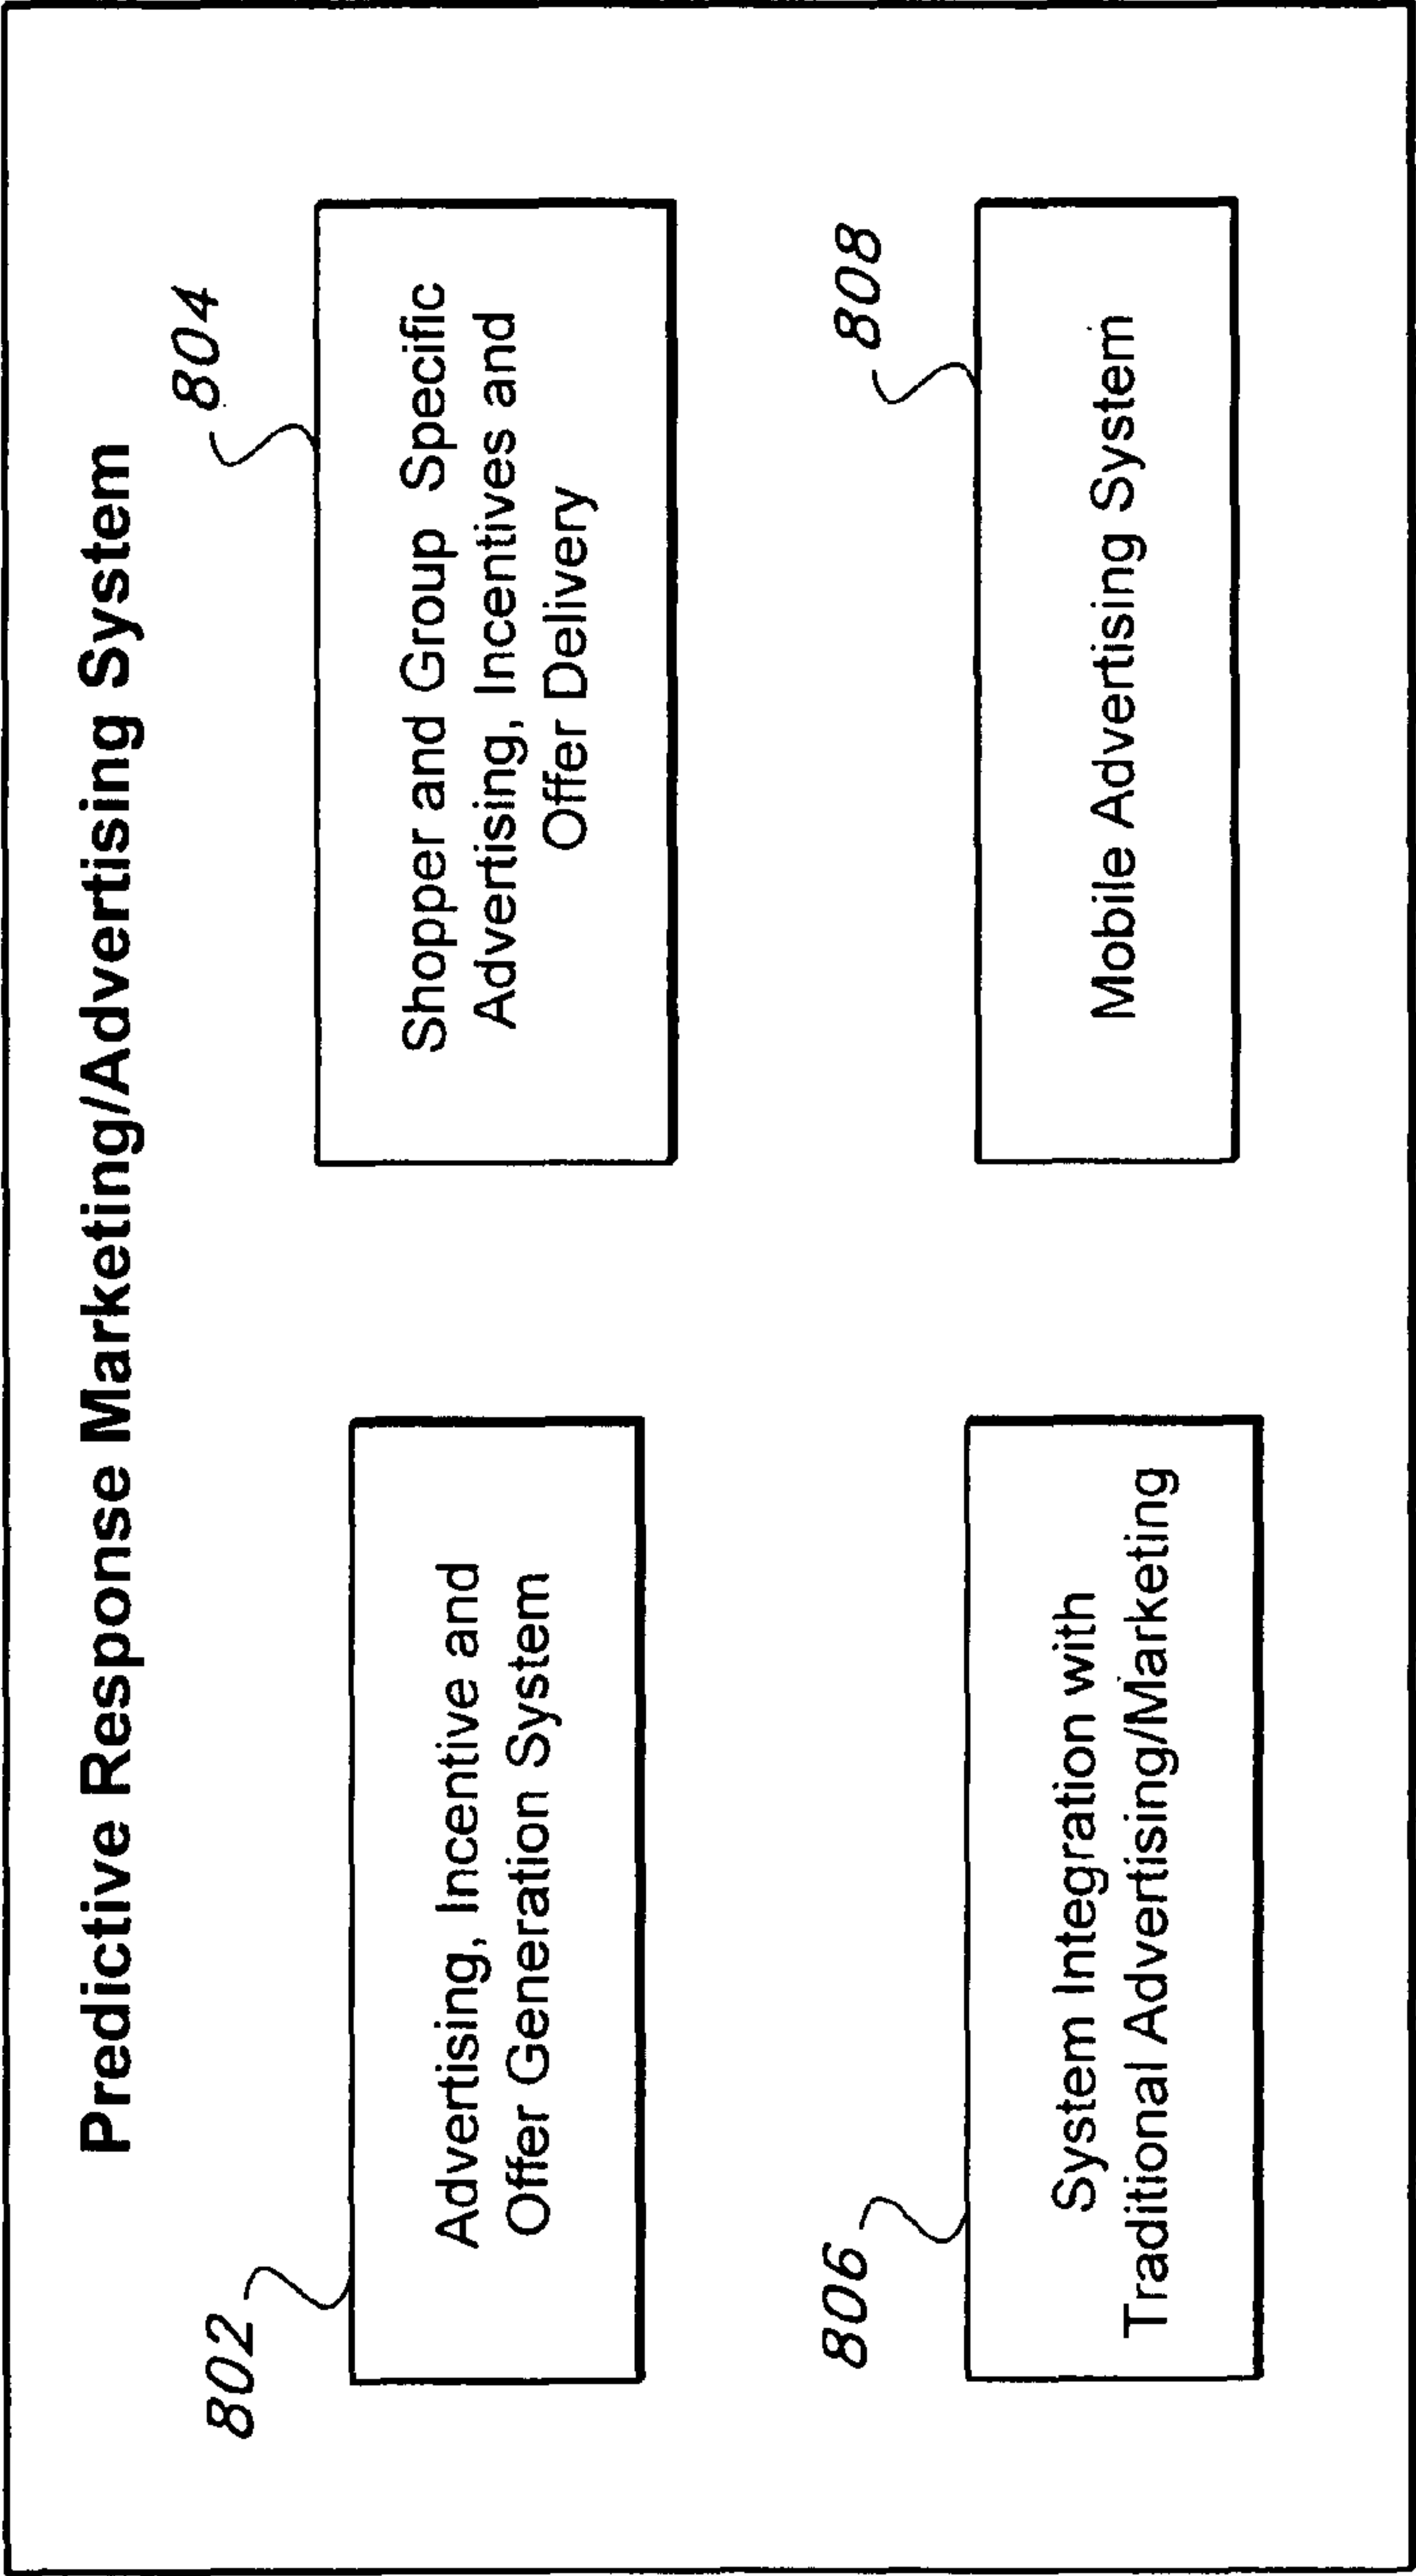 Predictive Response Marketing/Advertising System
802
Advertising, Incentive and
Offer Generation System
804
Shopper and Group Specific
Advertising, Incentives and
Offer Delivery
806
System Integration with
Traditional Advertising/Marketing
808
Mobile Advertising System